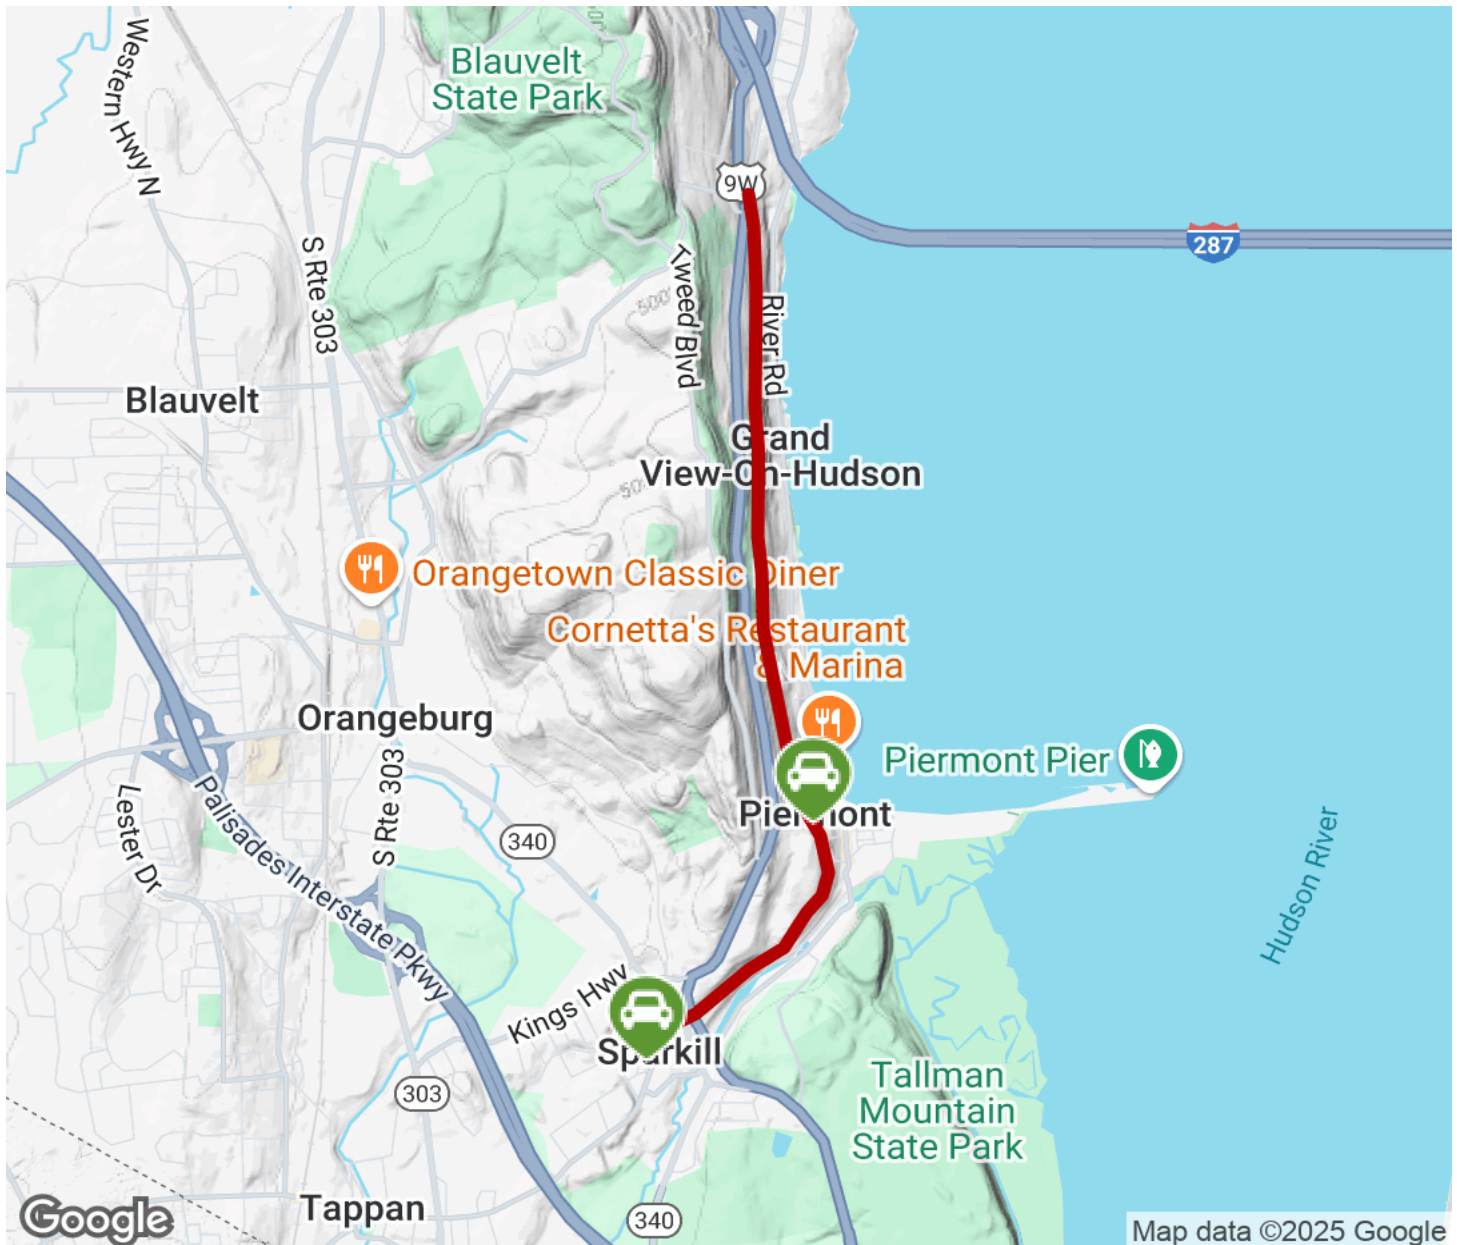 Western Hwy N
Blauvelt
State Park
9W
287
S Rte 303
Tweed Blvd
500
River Rd
Blauvelt
Grand
View-On-Hudson
500
Orangetown Classic Diner
Cornetta's Restaurant
& Marina
Orangeburg
Piermont Pier
Piermont
S Rte 303
340
Lester Dr
Palisades Interstate Pkwy
Hudson River
Kings Hwy
Sparkill
303
Tallman
Mountain
State Park
Tappan
340
Google
Map data ©2025 Google